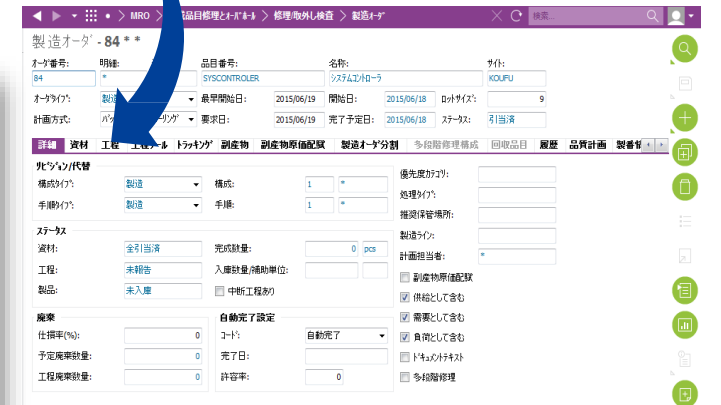 MRO > 品目修理とオーバーホール > 修理/取外し検査 > 製造オーダ 検索...
製造オーダ - 84 * *
オーダ番号: 明細: 品目番号: 名称: サイト:
84 * SYSCONTROLER システムコントローラ KOUFU
オーダタイプ: 製造 最早開始日: 2015/06/19 開始日: 2015/06/18 ロットサイズ: 9
計画方式: 要求日: 2015/06/19 完了予定日: 2015/06/18 ステータス: 引当済
詳細 資材 工程 トラッキング 副産物 副産物原価配賦 製造オーダ分割 多段階修理構成 回収品目 履歴 品質計画 製番
リビジョン/代替
構成タイプ: 製造 構成: 1 *
手順タイプ: 製造 手順: 1 *
ステータス
資材: 全引当済 完成数量: 0 pcs
工程: 未報告 入庫数量/補助単位:
製品: 未入庫 中断工程あり
廃棄 自動完了設定
仕損率(%): 0 コード: 自動完了
予定廃棄数量: 0 完了日:
工程廃棄数量: 0 許容率: 0
優先度カテゴリ:
処理タイプ:
推奨保管場所:
製造ライン:
計画担当者: *
副産物原価配賦
供給として含む
需要として含む
負荷として含む
ドキュメントテキスト
多段階修理